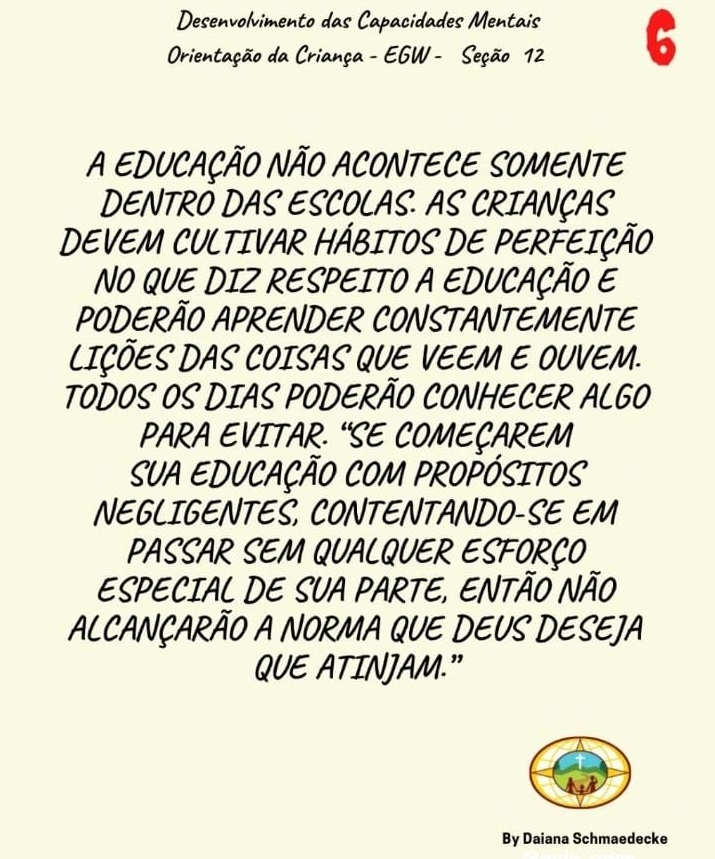 Desenvolvimento das Capacidades Mentais
Orientação da Criança - EGW - Seção 12
6
A EDUCAÇÃO NÃO ACONTECE SOMENTE
DENTRO DAS ESCOLAS. AS CRIANÇAS
DEVEM CULTIVAR HÁBITOS DE PERFEIÇÃO
NO QUE DIZ RESPEITO A EDUCAÇÃO E
PODERÃO APRENDER CONSTANTEMENTE
LIÇÕES DAS COISAS QUE VEEM E OUVEM.
TODOS OS DIAS PODERÃO CONHECER ALGO
PARA EVITAR. “SE COMEÇAREM
SUA EDUCAÇÃO COM PROPÓSITOS
NEGLIGENTES, CONTENTANDO-SE EM
PASSAR SEM QUALQUER ESFORÇO
ESPECIAL DE SUA PARTE, ENTÃO NÃO
ALCANÇARÃO A NORMA QUE DEUS DESEJA
QUE ATINJAM.”
By Daiana Schmaedecke